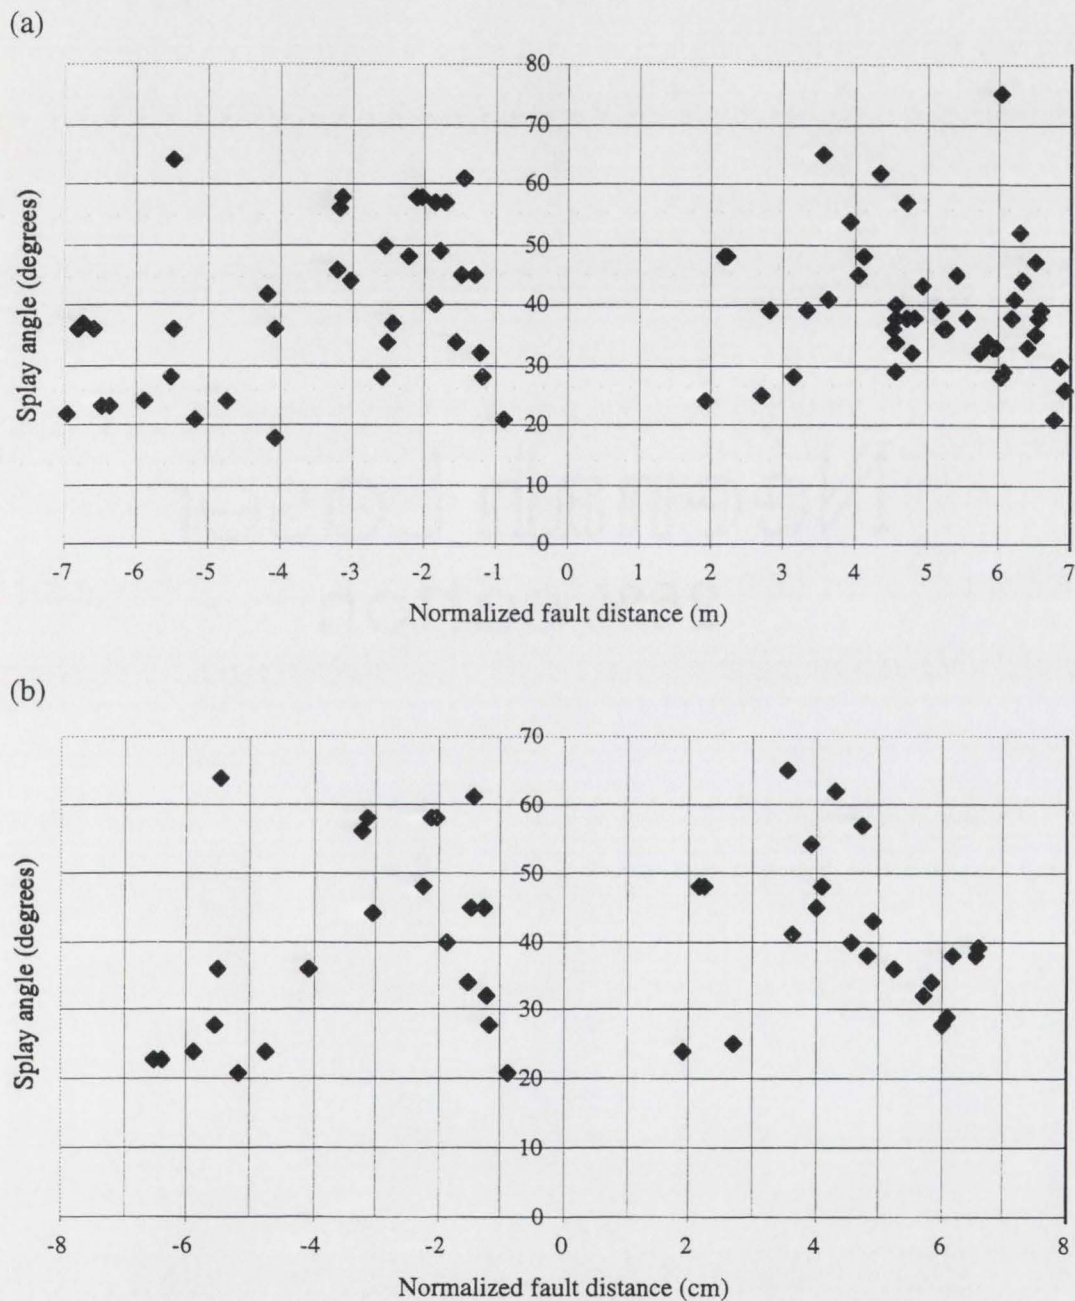 (a)
80
70
60
50
40
30
20
10
0
Splay angle (degrees)
-7 -6 -5 -4 -3 -2 -1 0 1 2 3 4 5 6 7
Normalized fault distance (m)
(b)
70
60
50
40
30
20
10
0
Splay angle (degrees)
-8 -6 -4 -2 0 2 4 6 8
Normalized fault distance (cm)